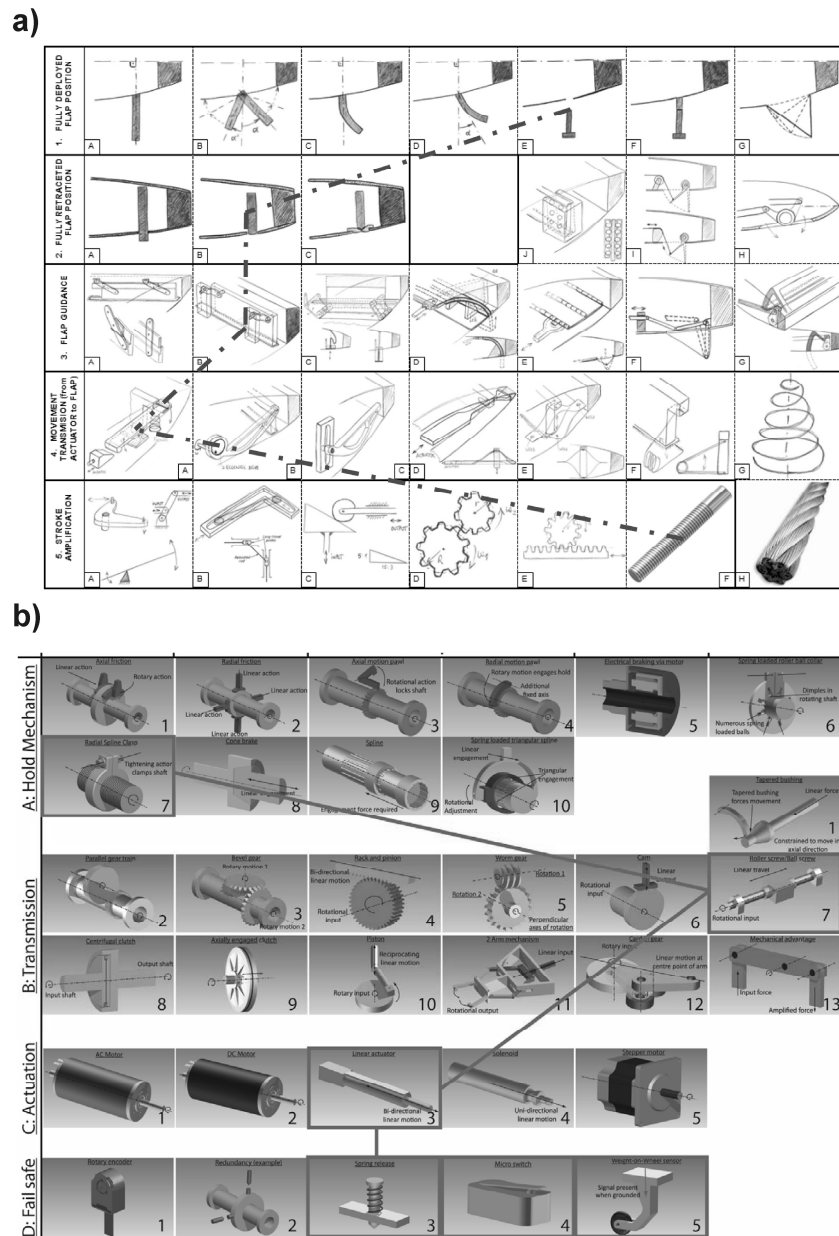 a)
1. FULLY DEPLOYED
FLAP POSITION
A
B
C
D
E
F
G
α
α
α
2. FULLY RETRACETED
FLAP POSITION
A
B
C
J
I
H
3. FLAP GUIDANCE
A
B
C
D
E
F
G
4. MOVEMENT
TRANSMISION (from
ACTUATOR to FLAP)
A
B
C
D
E
F
G
5. STROKE
AMPLIFICATION
INPUT
OUTPUT
R
A
B
C
D
E
F
H
b)
A: Hold Mechanism
Axial friction
Linear action
Rotary action
1
Radial friction
Linear action
Linear action
Linear action
Linear action
2
Axial motion pawl
Rotational action
locks shaft
3
Radial motion pawl
Rotary motion engages hold
Additional
fixed axis
4
Electrical braking via motor
5
Spring loaded roller ball collar
Dimples in
rotating shaft
Numerous spring
loaded balls
6
Radial Spline Clamp
Tightening action
clamps shaft
7
Cone brake
Linear engagement
8
Spline
Engagement force required
9
Spring loaded triangular spline
Linear
engagement
Triangular
engagement
Rotational
Adjustment
10
B: Transmission
Tapered bushing
Tapered bushing
forces movement
Linear force
Constrained to move in
axial direction
1
Parallel gear train
2
Bevel gear
Rotary motion 1
Rotary motion 2
3
Rack and pinion
Bi-directional
linear motion
Rotational
input
4
Worm gear
Rotation 1
Rotation 2
Perpendicular
axes of rotation
5
Cam
Linear output
Rotational
input
6
Roller screw/Ball screw
Linear travel
Rotational input
7
Centrifugal clutch
Output shaft
Input shaft
8
Axially engaged clutch
9
Piston
Reciprocating
linear motion
Rotary input
10
2 Arm mechanism
Linear input
Rotational output
11
gear
Rotary input
Linear motion at
centre point of arm
12
Mechanical advantage
Input force
Amplified force
13
C: Actuation
AC Motor
1
DC Motor
2
Linear actuator
Bi-directional
linear motion
3
Solenoid
Uni-directional
linear motion
4
Stepper motor
5
D: Fail safe
Rotary encoder
1
Redundancy (example)
2
Spring release
3
Micro switch
4
Weight-on-Wheel sensor
Signal present
when grounded
5